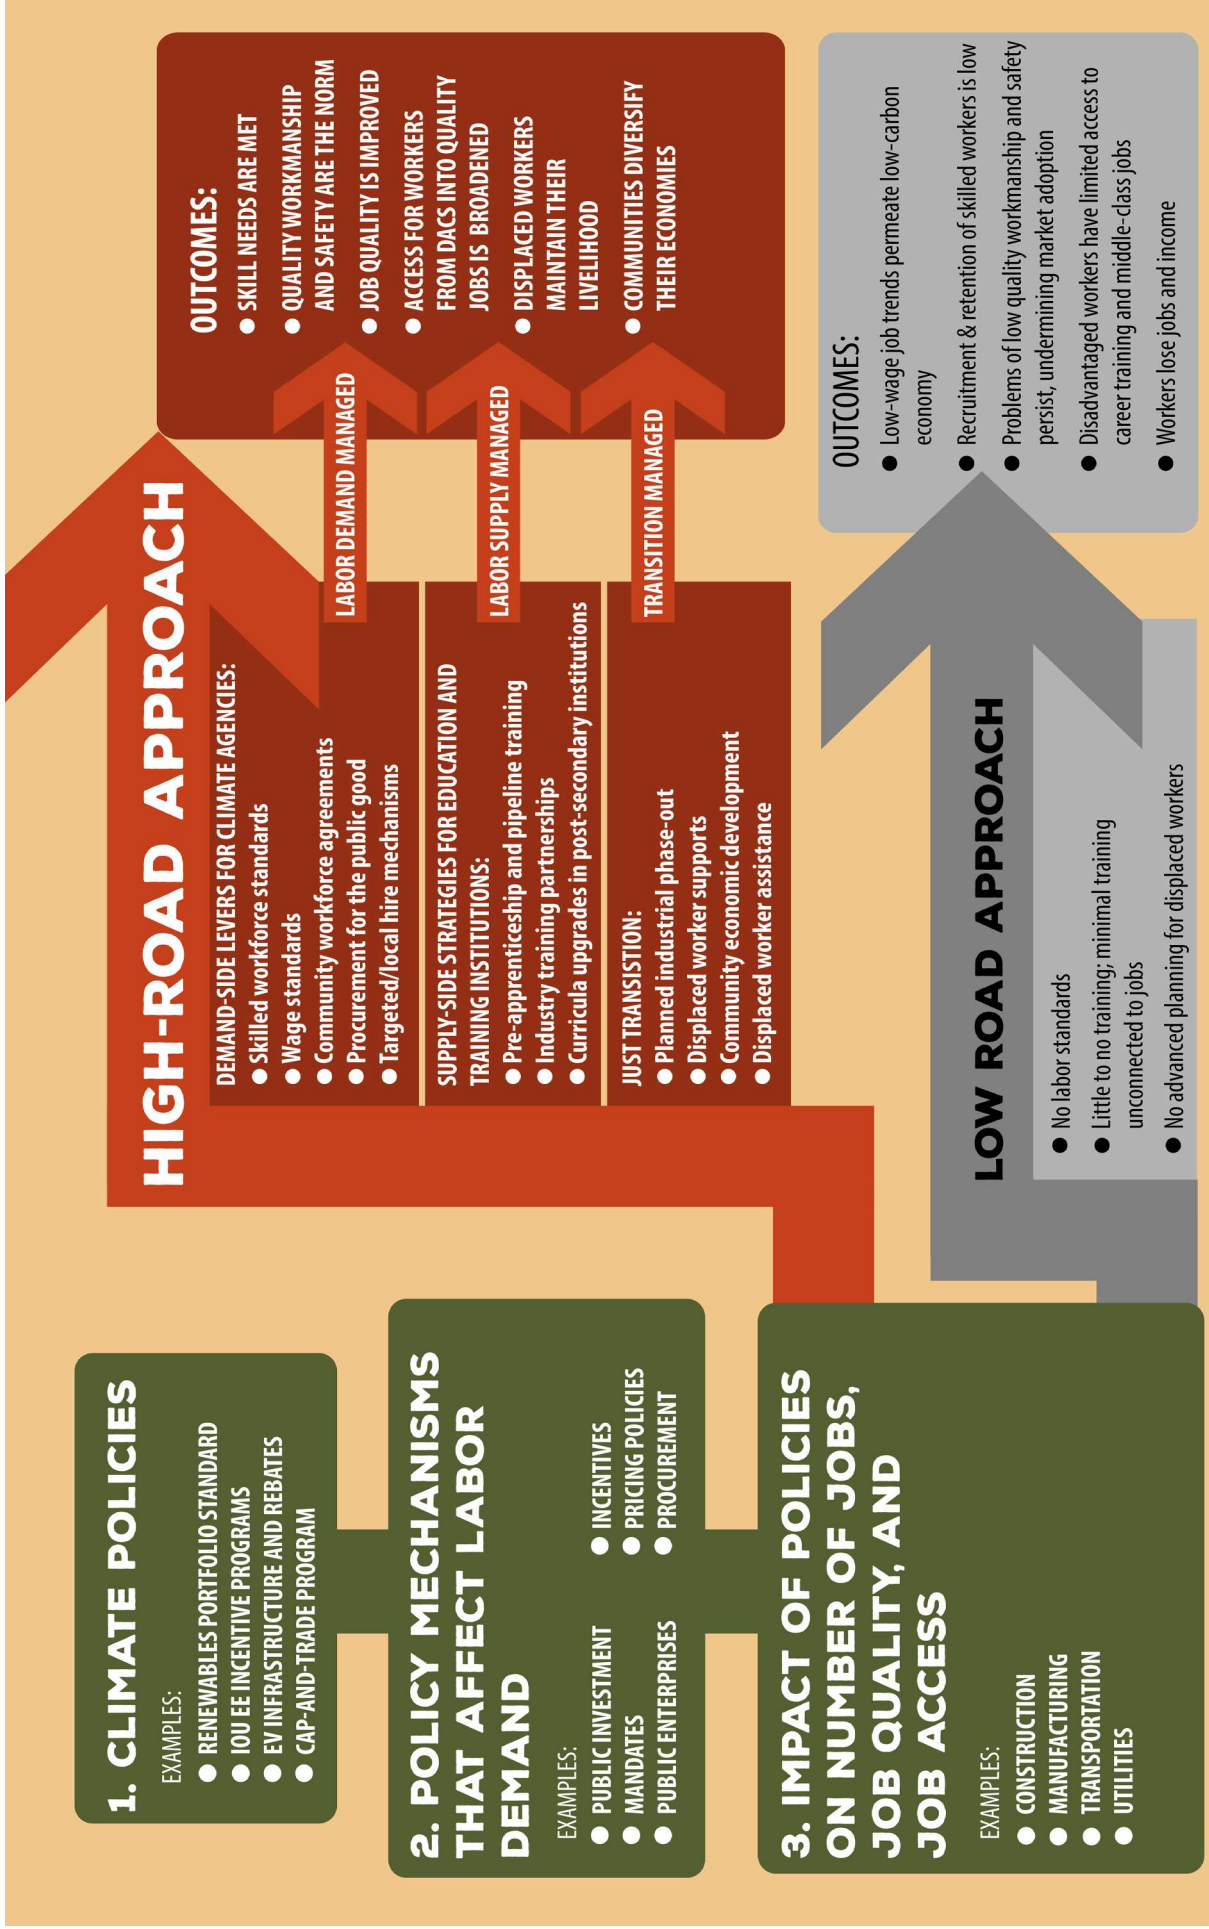 1. CLIMATE POLICIES
EXAMPLES:
● RENEWABLES PORTFOLIO STANDARD
● IOU EE INCENTIVE PROGRAMS
● EV INFRASTRUCTURE AND REBATES
● CAP-AND-TRADE PROGRAM
2. POLICY MECHANISMS
THAT AFFECT LABOR
DEMAND
EXAMPLES:
● PUBLIC INVESTMENT
● MANDATES
● PUBLIC ENTERPRISES
● INCENTIVES
● PRICING POLICIES
● PROCUREMENT
3. IMPACT OF POLICIES
ON NUMBER OF JOBS,
JOB QUALITY, AND
JOB ACCESS
EXAMPLES:
● CONSTRUCTION
● MANUFACTURING
● TRANSPORTATION
● UTILITIES
HIGH-ROAD APPROACH
DEMAND-SIDE LEVERS FOR CLIMATE AGENCIES:
● Skilled workforce standards
● Wage standards
● Community workforce agreements
● Procurement for the public good
● Targeted/local hire mechanisms
SUPPLY-SIDE STRATEGIES FOR EDUCATION AND
TRAINING INSTITUTIONS:
● Pre-apprenticeship and pipeline training
● Industry training partnerships
● Curricula upgrades in post-secondary institutions
JUST TRANSISTION:
● Planned industrial phase-out
● Displaced worker supports
● Community economic development
● Displaced worker assistance
LABOR DEMAND MANAGED
LABOR SUPPLY MANAGED
TRANSITION MANAGED
OUTCOMES:
● SKILL NEEDS ARE MET
● QUALITY WORKMANSHIP
AND SAFETY ARE THE NORM
● JOB QUALITY IS IMPROVED
● ACCESS FOR WORKERS
FROM DACS INTO QUALITY
JOBS IS BROADENED
● DISPLACED WORKERS
MAINTAIN THEIR
LIVELIHOOD
● COMMUNITIES DIVERSIFY
THEIR ECONOMIES
LOW ROAD APPROACH
● No labor standards
● Little to no training; minimal training
unconnected to jobs
● No advanced planning for displaced workers
OUTCOMES:
● Low-wage job trends permeate low-carbon
economy
● Recruitment & retention of skilled workers is low
● Problems of low quality workmanship and safety
persist, undermining market adoption
● Disadvantaged workers have limited access to
career training and middle-class jobs
● Workers lose jobs and income